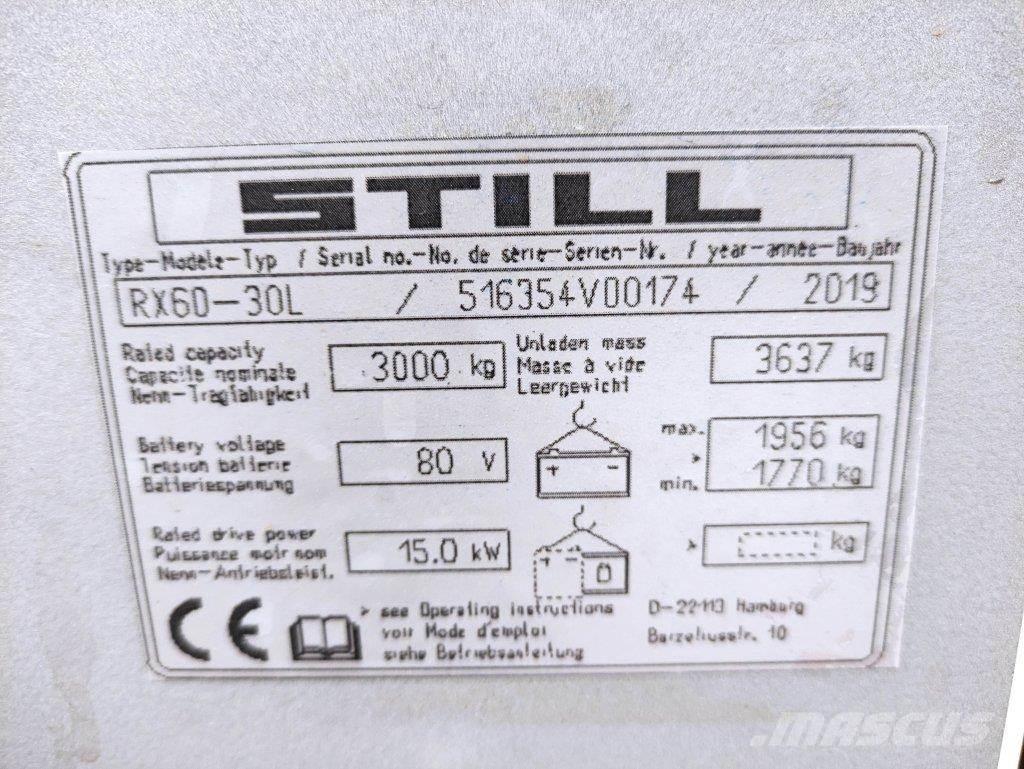 STILL
Type-Modele-Typ / Serial no.-No. de série-Serien-Nr. / year-année-Baujahr
RX60-30L / 516354V00174 / 2019
Rated capacity
Capacite nominale
Nenn-Tragfähigkeit
3000 kg
Unladen mass
Masse à vide
Leergewicht
3637 kg
Battery voltage
Tension batterie
Batteriespannung
80 V
+ -
max. 1956 kg
>
min. 1770 kg
Rated drive power
Puissance moir nom
Nenn-Antriebsleist.
15.0 kW
+ -
> kg
CE
> see Operating instructions
voir Mode d'emploi
siehe Betriebsanleitung
D-22113 Hamburg
Berzeliusstr. 10
MASCUS